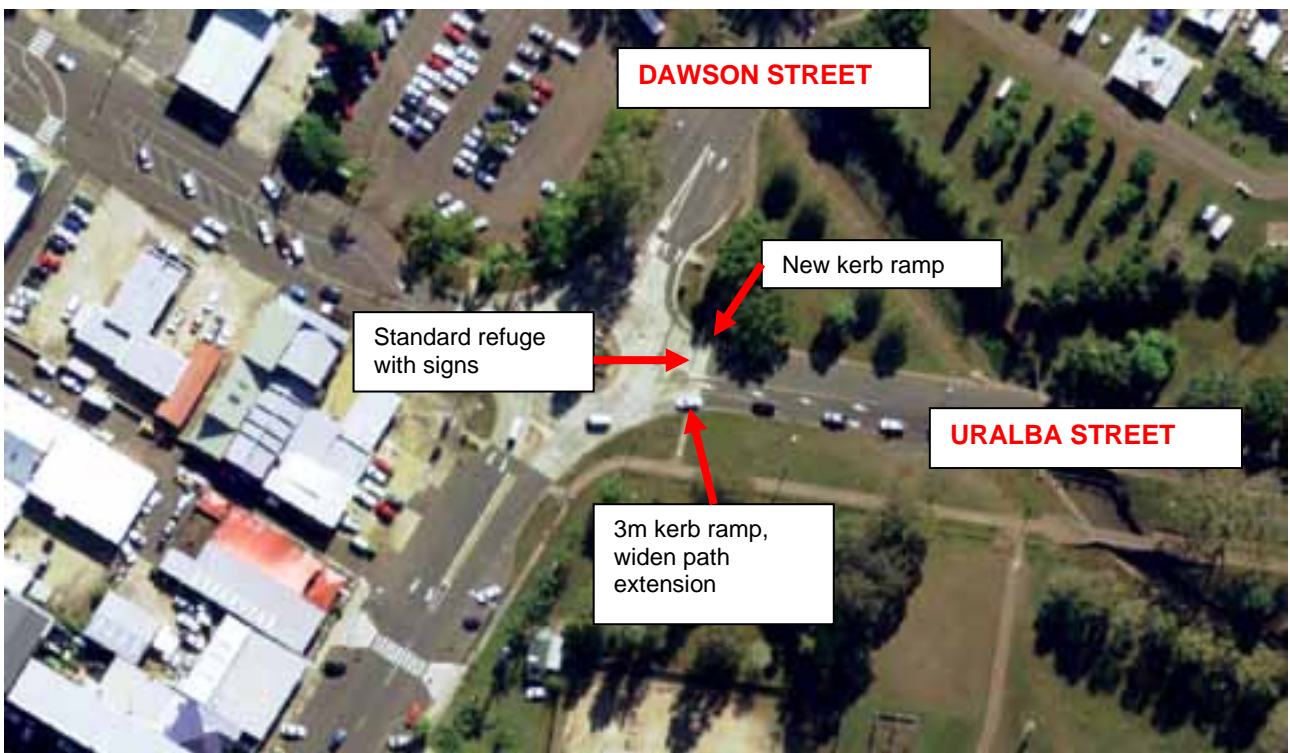 DAWSON STREET
New kerb ramp
Standard refuge
with signs
URALBA STREET
3m kerb ramp,
widen path
extension